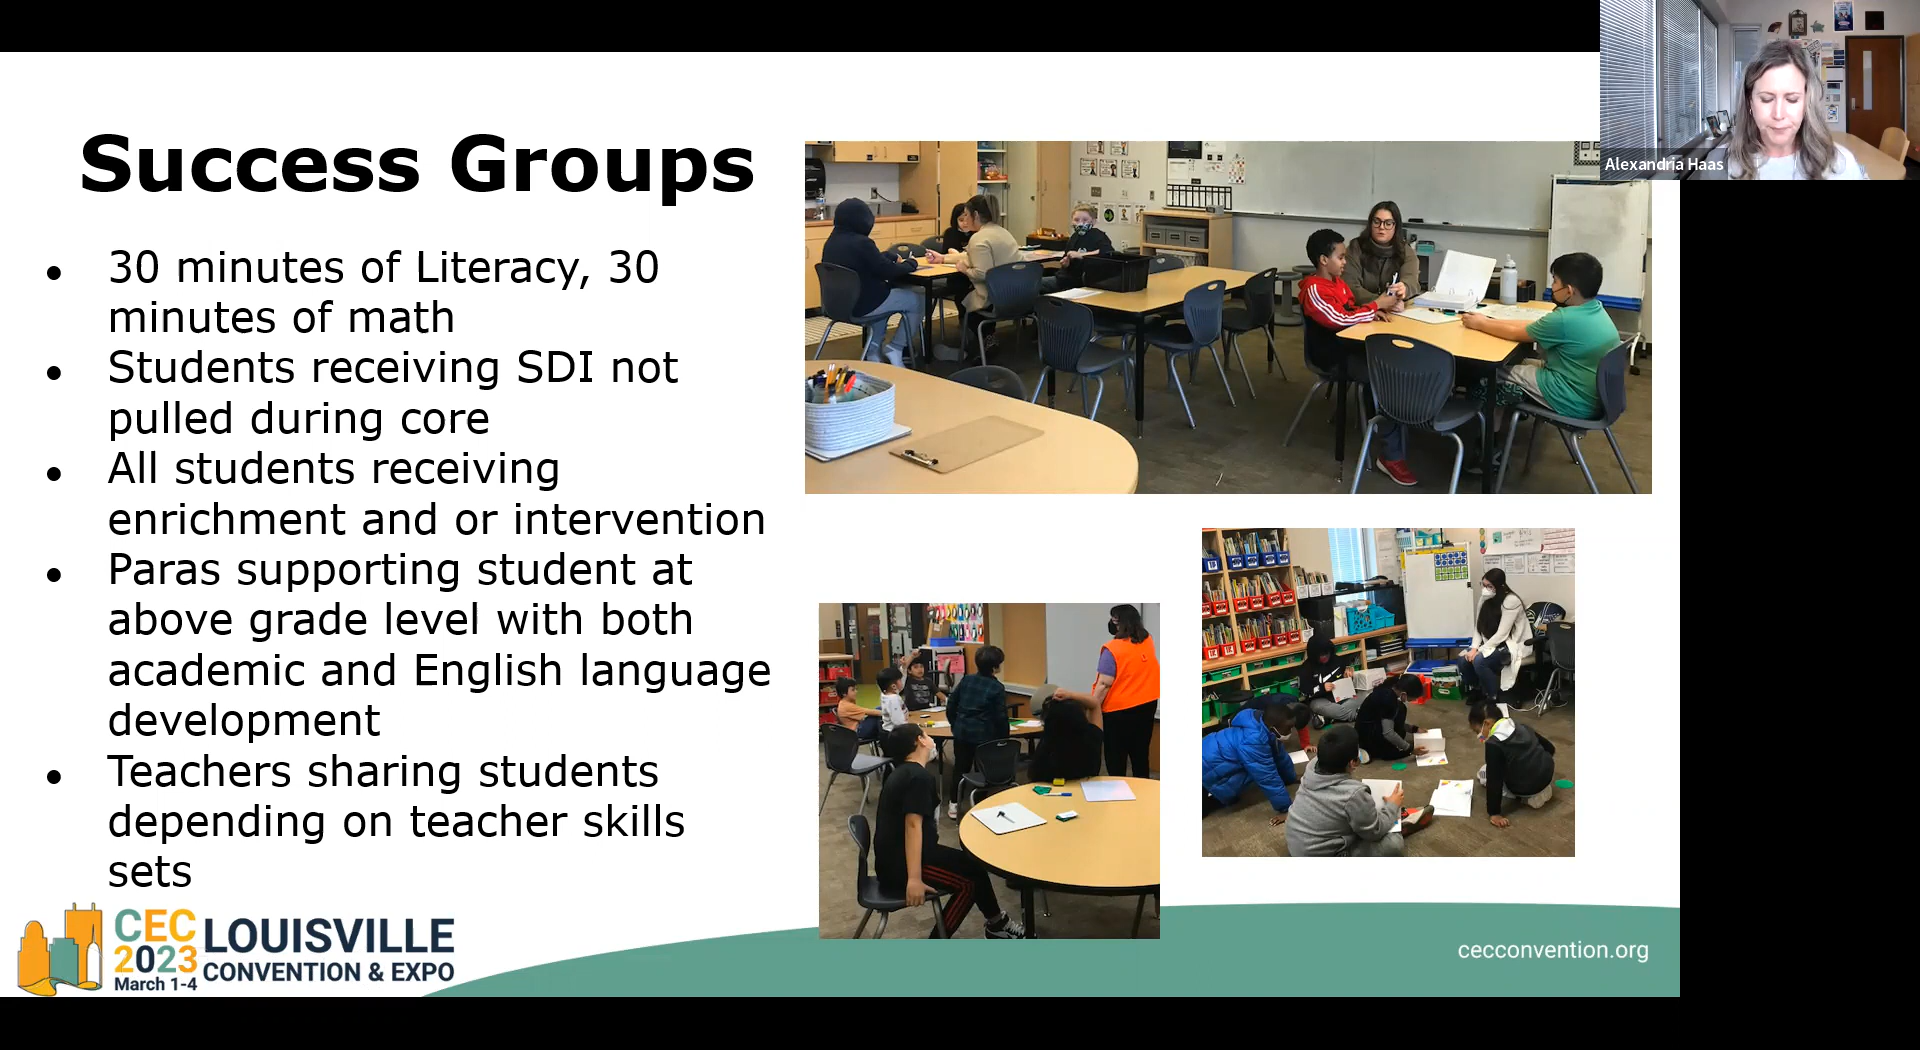 Alexandria Haas
Success Groups
● 30 minutes of Literacy, 30
minutes of math
● Students receiving SDI not
pulled during core
● All students receiving
enrichment and or intervention
● Paras supporting student at
above grade level with both
academic and English language
development
● Teachers sharing students
depending on teacher skills
sets
CEC
2023
March 1-4
LOUISVILLE
CONVENTION & EXPO
cecconvention.org